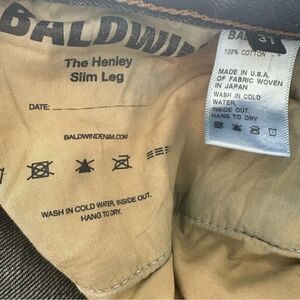 BALDWIN
The Henley
Slim Leg
DATE:
BALDWINDENIM.COM
WASH IN COLD WATER, INSIDE OUT.
HANG TO DRY.
31
100% COTTON
MADE IN U.S.A.
OF FABRIC WOVEN
IN JAPAN
WASH IN COLD
WATER,
INSIDE OUT.
HANG TO DRY.